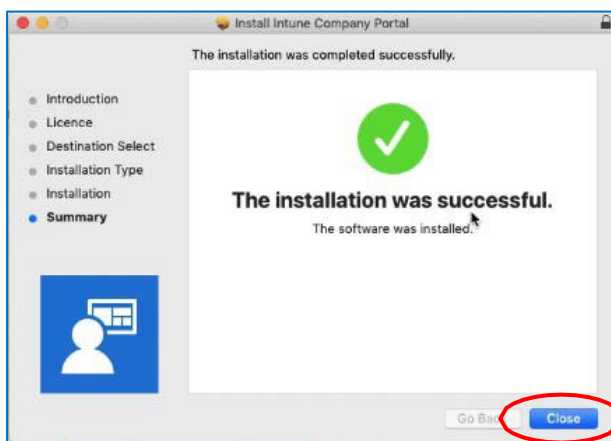 Install Intune Company Portal
The installation was completed successfully.
Introduction
Licence
Destination Select
Installation Type
Installation
Summary
The installation was successful.
The software was installed.
Go Back
Close